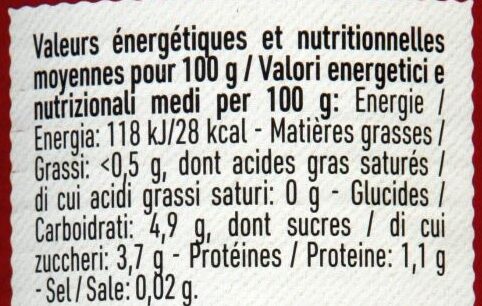 Valeurs énergétiques et nutritionnelles
moyennes pour 100 g / Valori energetici e
nutrizionali medi per 100 g: Energie /
Energia: 118 kJ/28 kcal - Matières grasses /
Grassi: <0,5 g, dont acides gras saturés /
di cui acidi grassi saturi: 0 g - Glucides /
Carboidrati: 4,9 g, dont sucres / di cui
zuccheri: 3,7 g - Protéines / Proteine: 1,1 g
- Sel / Sale: 0,02 g.